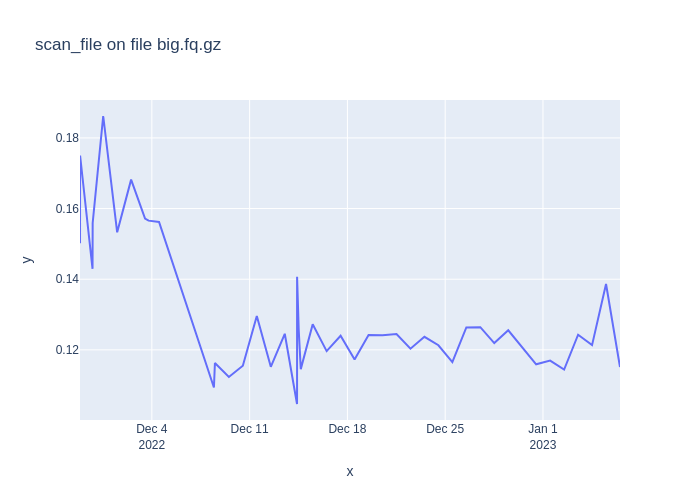 scan_file on file big.fq.gz
0.18
0.16
0.14
0.12
y
Dec 4
2022
Dec 11
Dec 18
Dec 25
Jan 1
2023
x